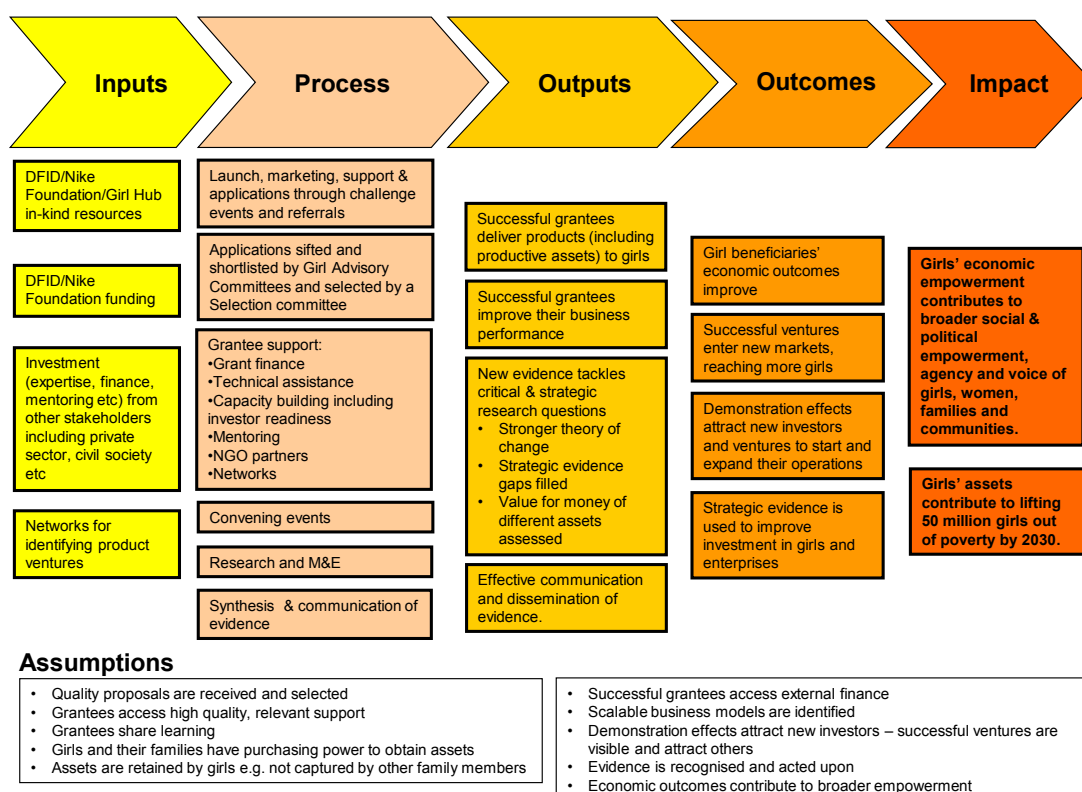 Inputs
Process
Outputs
Outcomes
Impact
DFID/Nike
Foundation/Girl Hub
in-kind resources
DFID/Nike
Foundation funding
Investment
(expertise, finance,
mentoring etc) from
other stakeholders
including private
sector, civil society
etc
Networks for
identifying product
ventures
Launch, marketing, support &
applications through challenge
events and referrals
Applications sifted and
shortlisted by Girl Advisory
Committees and selected by a
Selection committee
Grantee support:
•Grant finance
•Technical assistance
•Capacity building including
investor readiness
•Mentoring
•NGO partners
•Networks
Convening events
Research and M&E
Synthesis & communication of
evidence
Successful grantees
deliver products (including
productive assets) to girls
Successful grantees
improve their business
performance
New evidence tackles
critical & strategic
research questions
• Stronger theory of
change
• Strategic evidence
gaps filled
• Value for money of
different assets
assessed
Effective communication
and dissemination of
evidence.
Girl beneficiaries'
economic outcomes
improve
Successful ventures
enter new markets,
reaching more girls
Demonstration effects
attract new investors
and ventures to start and
expand their operations
Strategic evidence is
used to improve
investment in girls and
enterprises
Girls' economic
empowerment
contributes to
broader social &
political
empowerment,
agency and voice of
girls, women,
families and
communities.
Girls' assets
contribute to lifting
50 million girls out
of poverty by 2030.
Assumptions
• Quality proposals are received and selected
• Grantees access high quality, relevant support
• Grantees share learning
• Girls and their families have purchasing power to obtain assets
• Assets are retained by girls e.g. not captured by other family members
• Successful grantees access external finance
• Scalable business models are identified
• Demonstration effects attract new investors – successful ventures are
visible and attract others
• Evidence is recognised and acted upon
• Economic outcomes contribute to broader empowerment